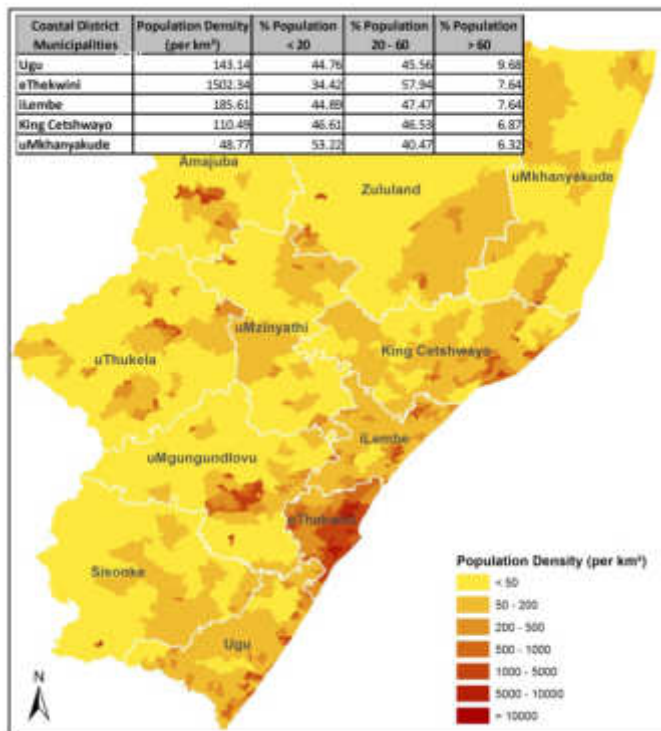 Coastal District Municipalities Population Density (per km²) % Population < 20 % Population 20 - 60 % Population > 60
Ugu 143.14 44.76 45.56 9.68
eThekwini 1502.34 34.42 57.94 7.64
iLembe 185.61 44.89 47.47 7.64
King Cetshwayo 110.49 46.61 46.53 6.87
uMkhanyakude 48.77 53.22 40.47 6.32
Amajuba
Zululand
uMkhanyakude
uMzinyathi
King Cetshwayo
uThukela
iLembe
uMgungundlovu
eThekwini
Sisonke
Ugu
N
Population Density (per km²)
< 50
50 - 200
200 - 500
500 - 1000
1000 - 5000
5000 - 10000
> 10000